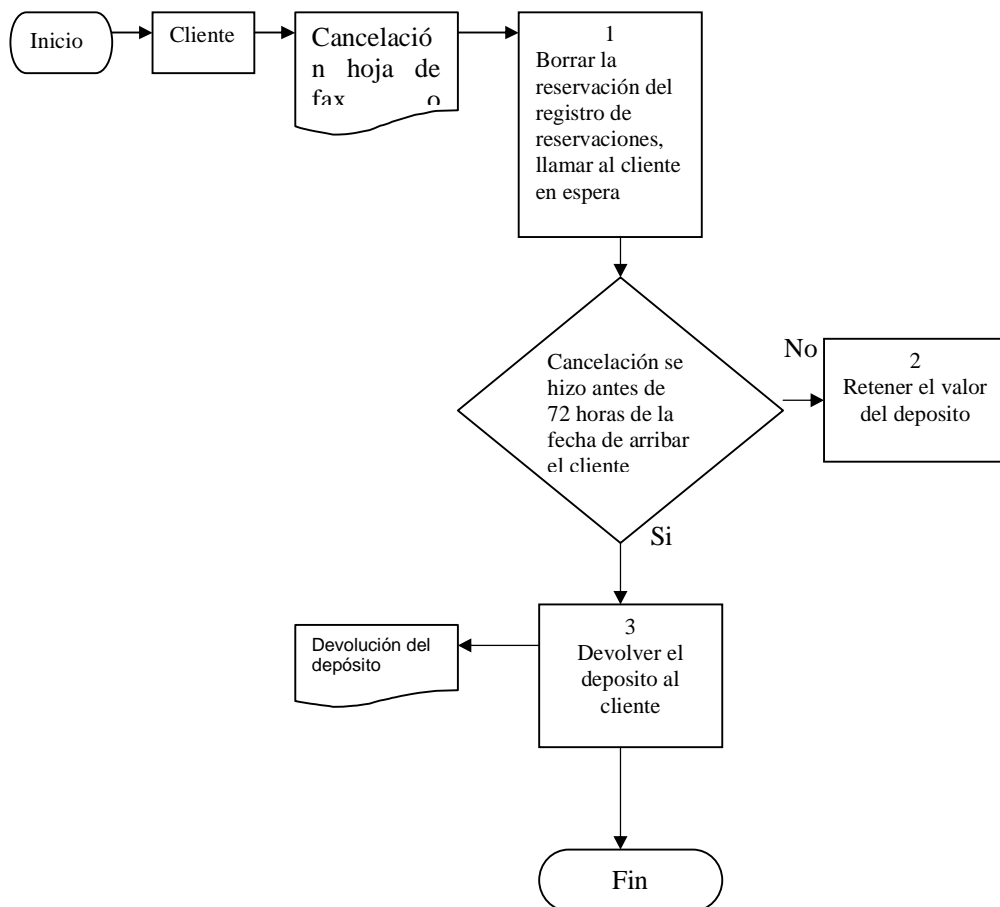 Inicio
Cliente
Cancelació
n hoja de
fax o
1
Borrar la
reservación del
registro de
reservaciones,
llamar al cliente
en espera
Cancelación se
hizo antes de
72 horas de la
fecha de arribar
el cliente
No
2
Retener el valor
del deposito
Si
3
Devolver el
deposito al
cliente
Devolución del
depósito
Fin